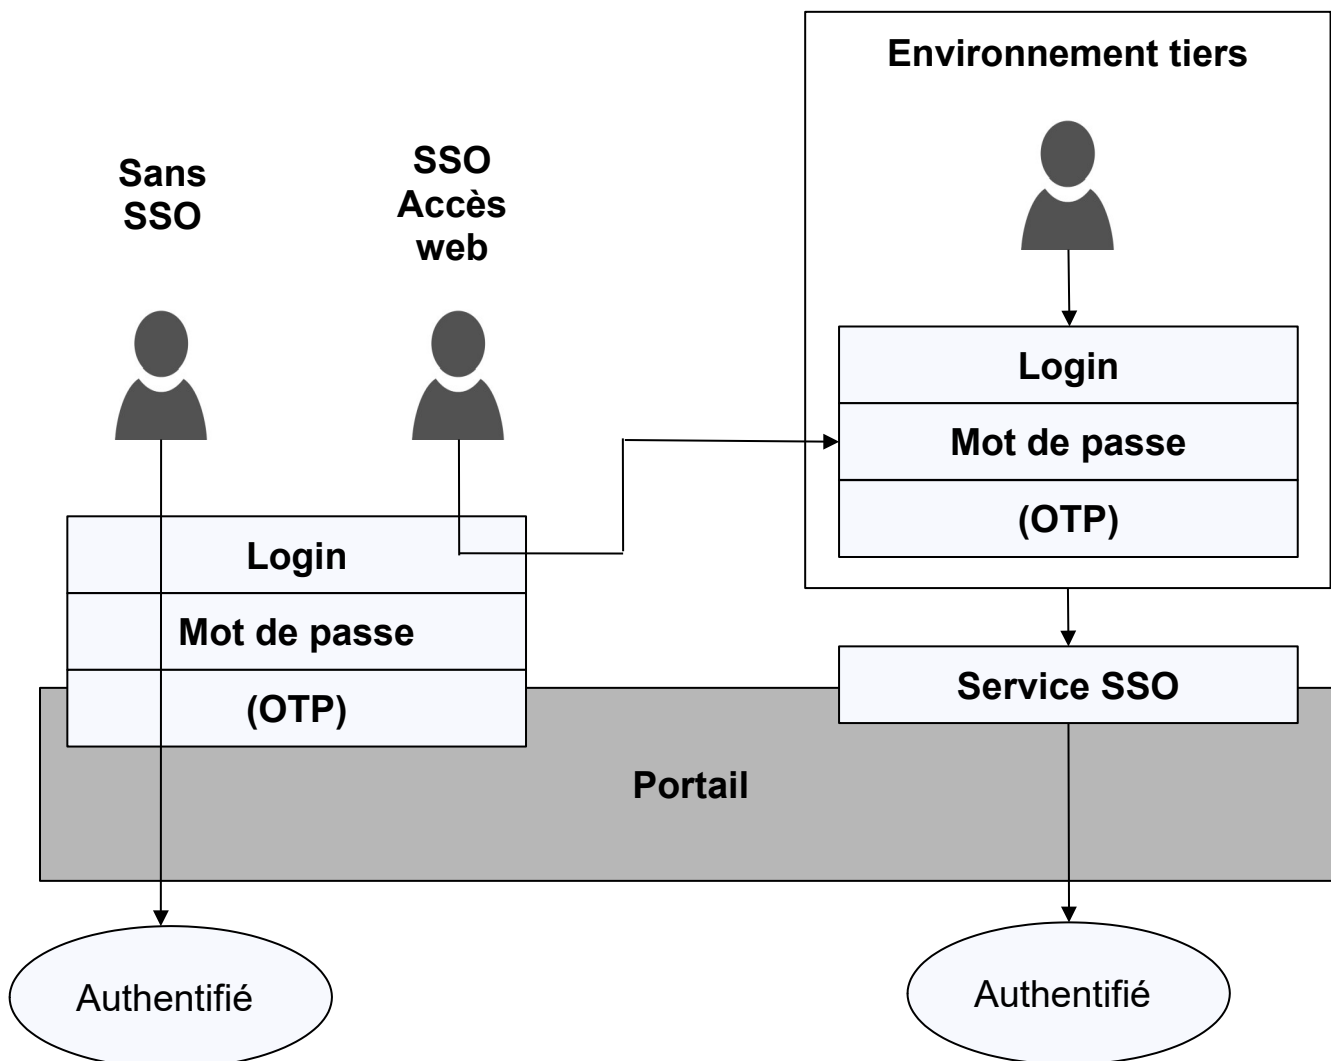 Environnement tiers
Sans
SSO
SSO
Accès
web
Login
Mot de passe
(OTP)
Login
Mot de passe
(OTP)
Service SSO
Portail
Authentifié
Authentifié